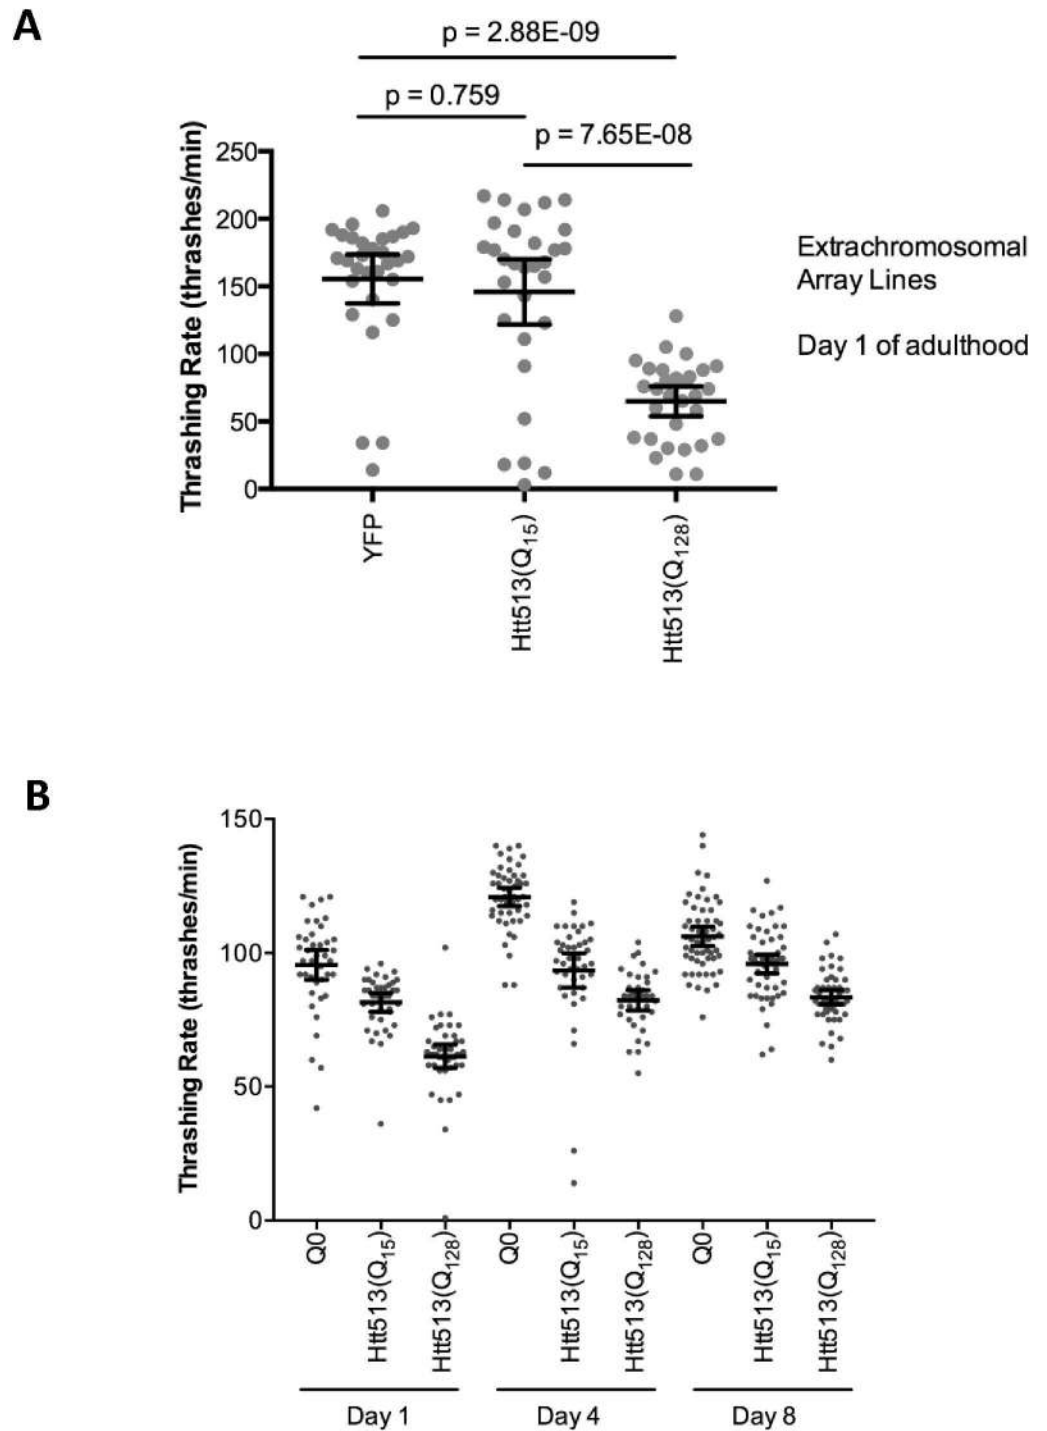 A
p = 2.88E-09
p = 0.759
p = 7.65E-08
Thrashing Rate (thrashes/min)
250
200
150
100
50
0
YFP
Htt513(Q15)
Htt513(Q128)
Extrachromosomal
Array Lines
Day 1 of adulthood
B
Thrashing Rate (thrashes/min)
150
100
50
0
Q0
Htt513(Q15)
Htt513(Q128)
Q0
Htt513(Q15)
Htt513(Q128)
Q0
Htt513(Q15)
Htt513(Q128)
Day 1
Day 4
Day 8